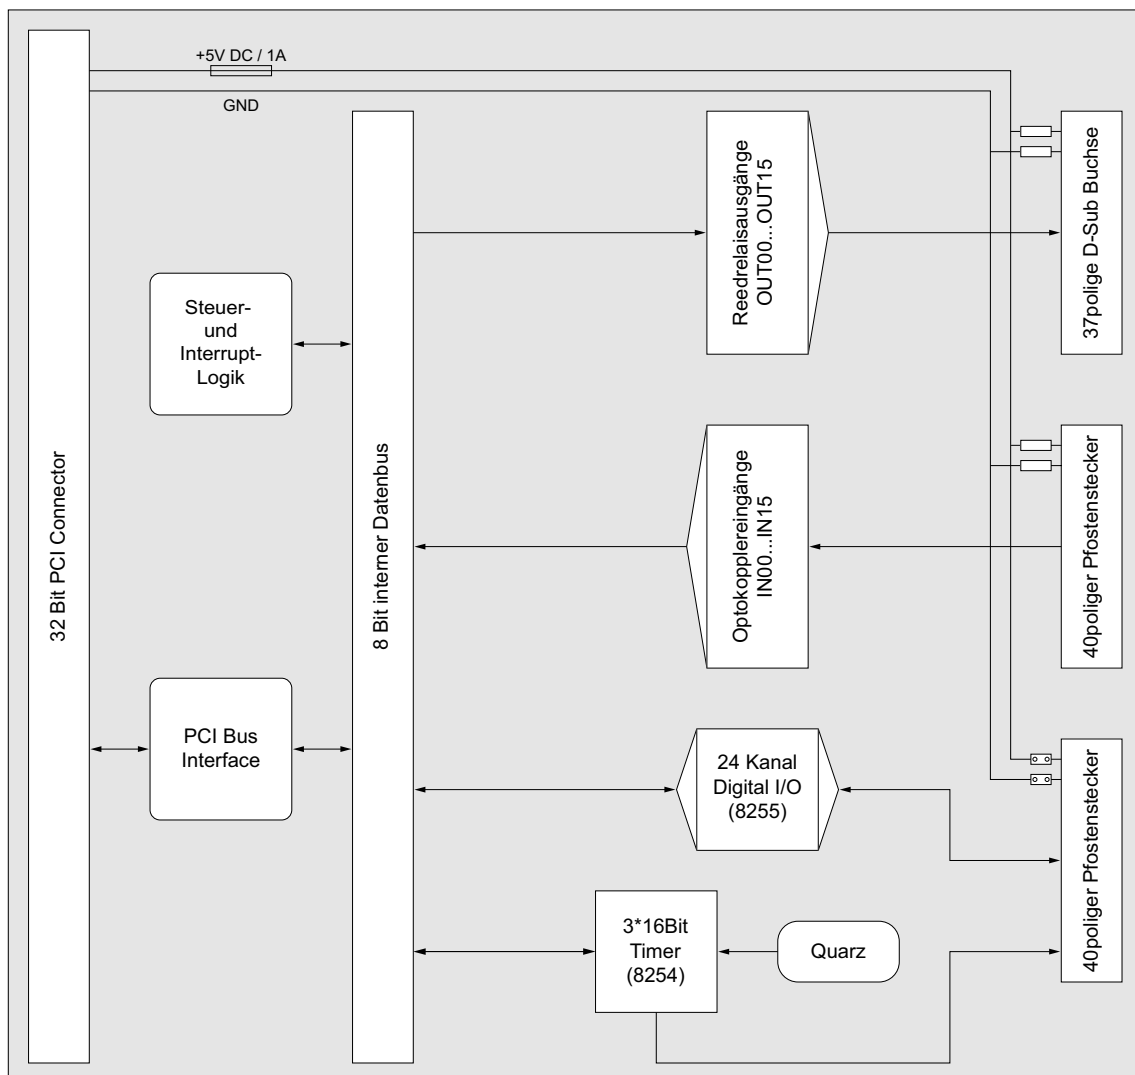 +5V DC / 1A
GND
32 Bit PCI Connector
Steuer-
und
Interrupt-
Logik
PCI Bus
Interface
8 Bit interner Datenbus
Reedrelaisausgänge
OUT00...OUT15
37polige D-Sub Buchse
Optokopplereingänge
IN00...IN15
40poliger Pfostenstecker
24 Kanal
Digital I/O
(8255)
3*16Bit
Timer
(8254)
Quarz
40poliger Pfostenstecker